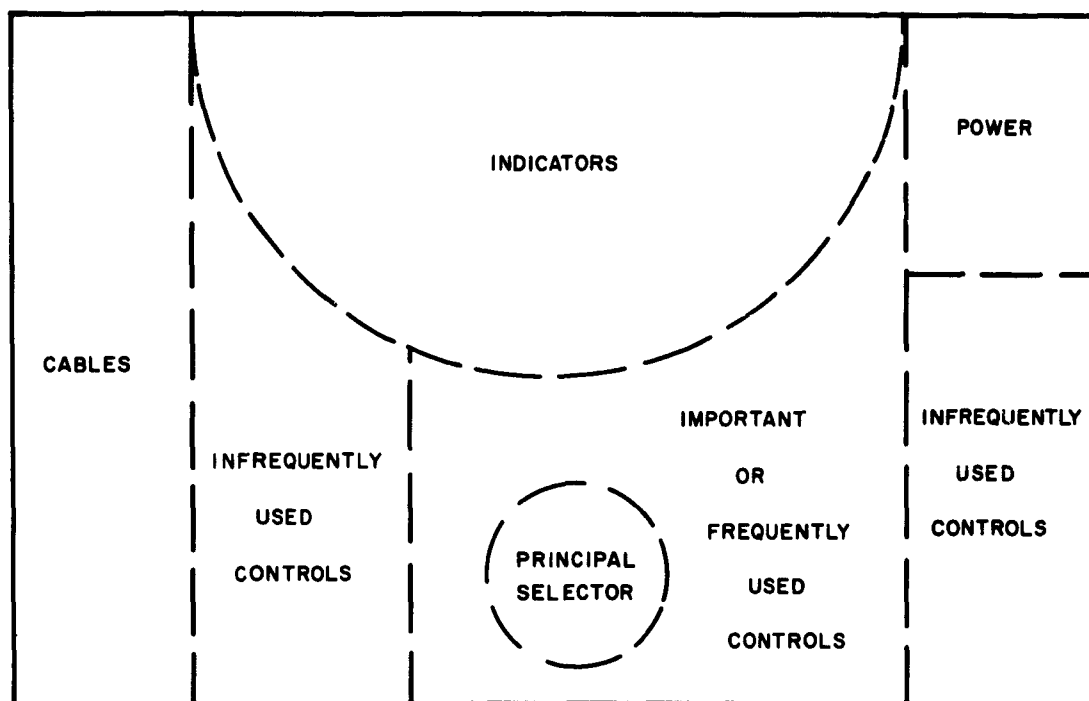 INDICATORS
POWER
CABLES
INFREQUENTLY
USED
CONTROLS
PRINCIPAL
SELECTOR
IMPORTANT
OR
FREQUENTLY
USED
CONTROLS
INFREQUENTLY
USED
CONTROLS